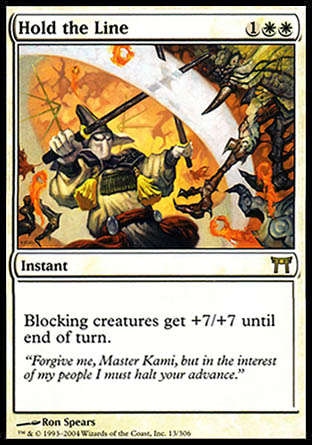 Hold the Line 1
Instant
Blocking creatures get +7/+7 until
end of turn.
“Forgive me, Master Kami, but in the interest
of my people I must halt your advance.”
Ron Spears
™ & © 1993–2004 Wizards of the Coast, Inc. 13/306